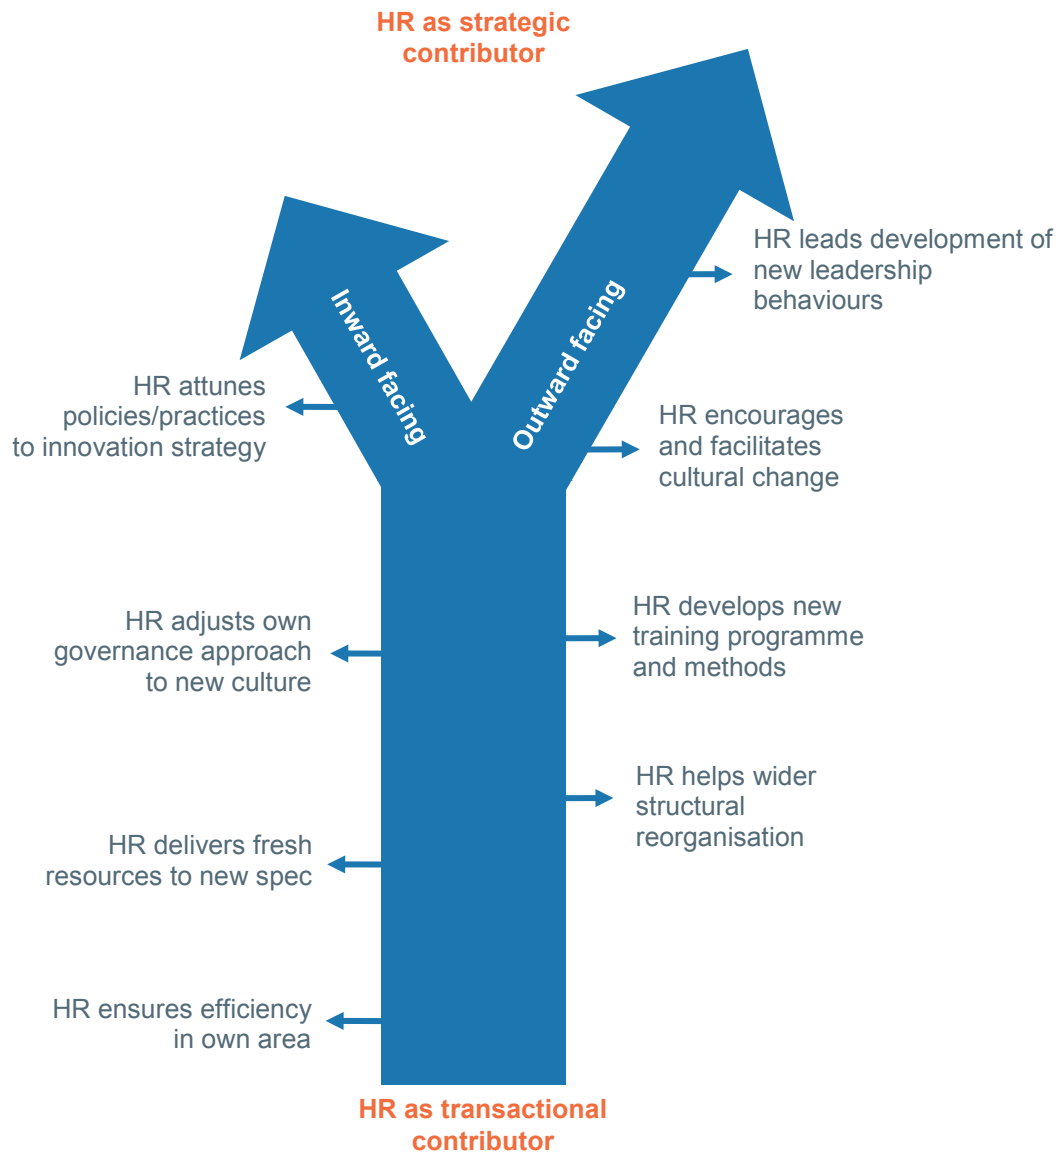 HR as strategic
contributor
Inward facing
Outward facing
HR leads development of
new leadership
behaviours
HR attunes
policies/practices
to innovation strategy
HR encourages
and facilitates
cultural change
HR adjusts own
governance approach
to new culture
HR develops new
training programme
and methods
HR helps wider
structural
reorganisation
HR delivers fresh
resources to new spec
HR ensures efficiency
in own area
HR as transactional
contributor